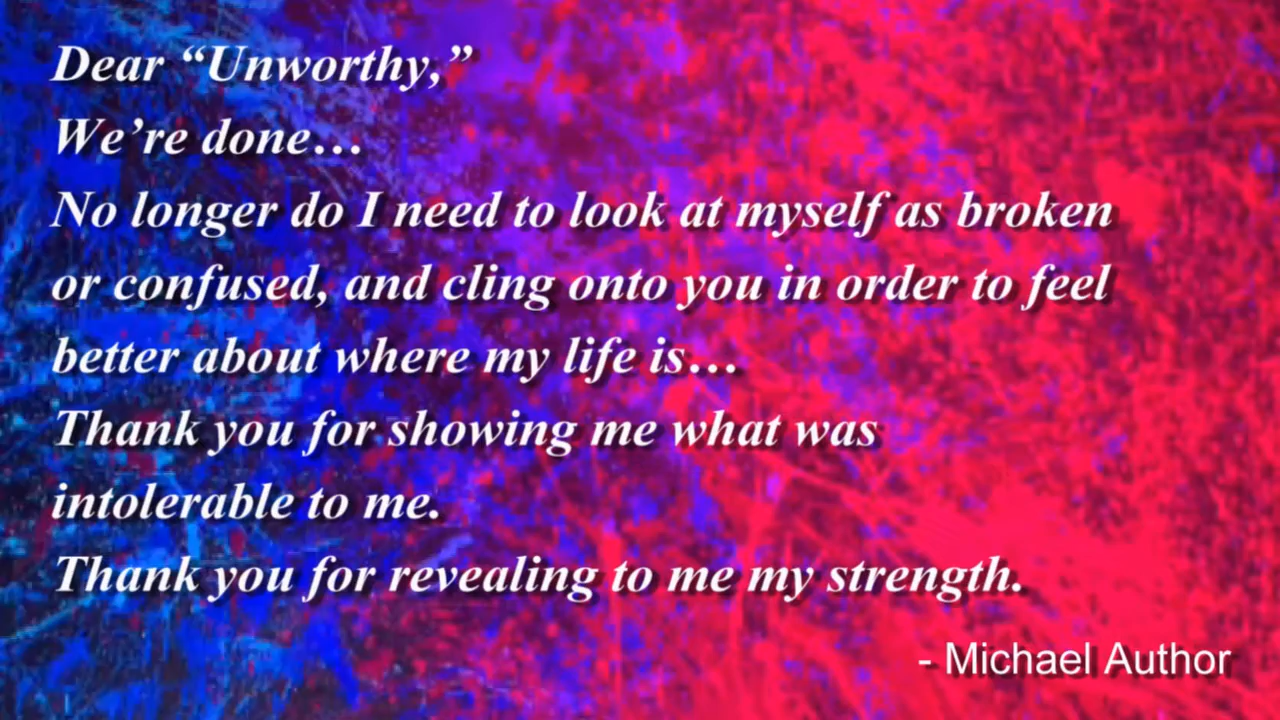 Dear “Unworthy,”
We’re done…
No longer do I need to look at myself as broken
or confused, and cling onto you in order to feel
better about where my life is…
Thank you for showing me what was
intolerable to me.
Thank you for revealing to me my strength.
- Michael Author